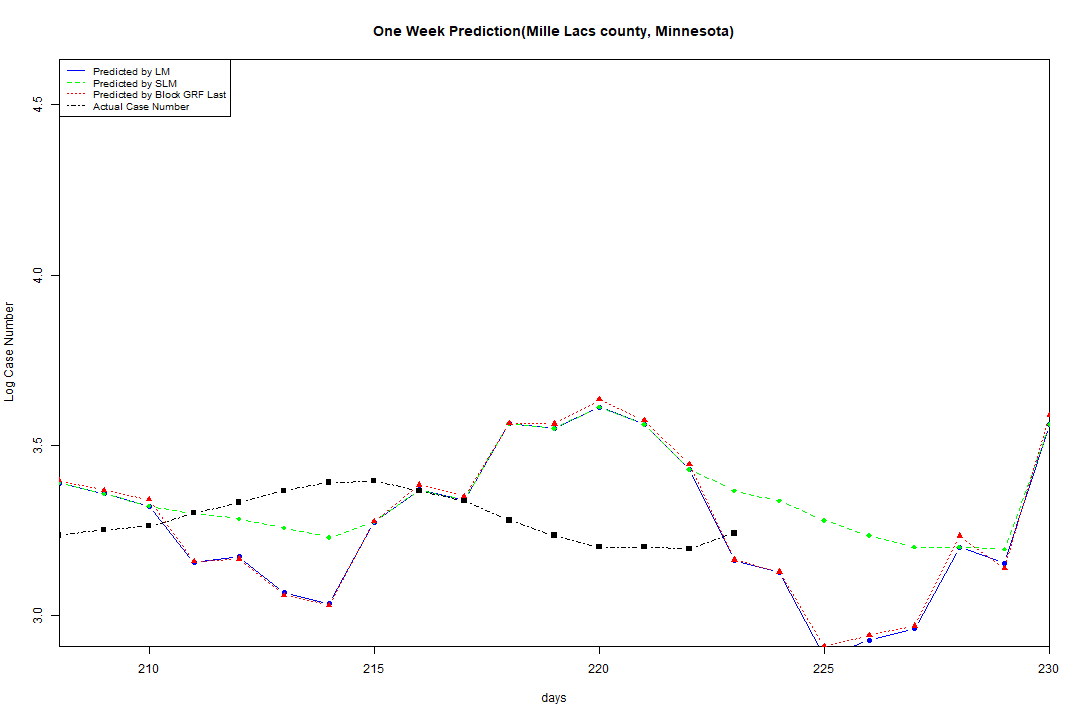 One Week Prediction(Mille Lacs county, Minnesota)
Predicted by LM
Predicted by SLM
Predicted by Block GRF Last
Actual Case Number
4.5
4.0
3.5
3.0
Log Case Number
210 215 220 225 230
days